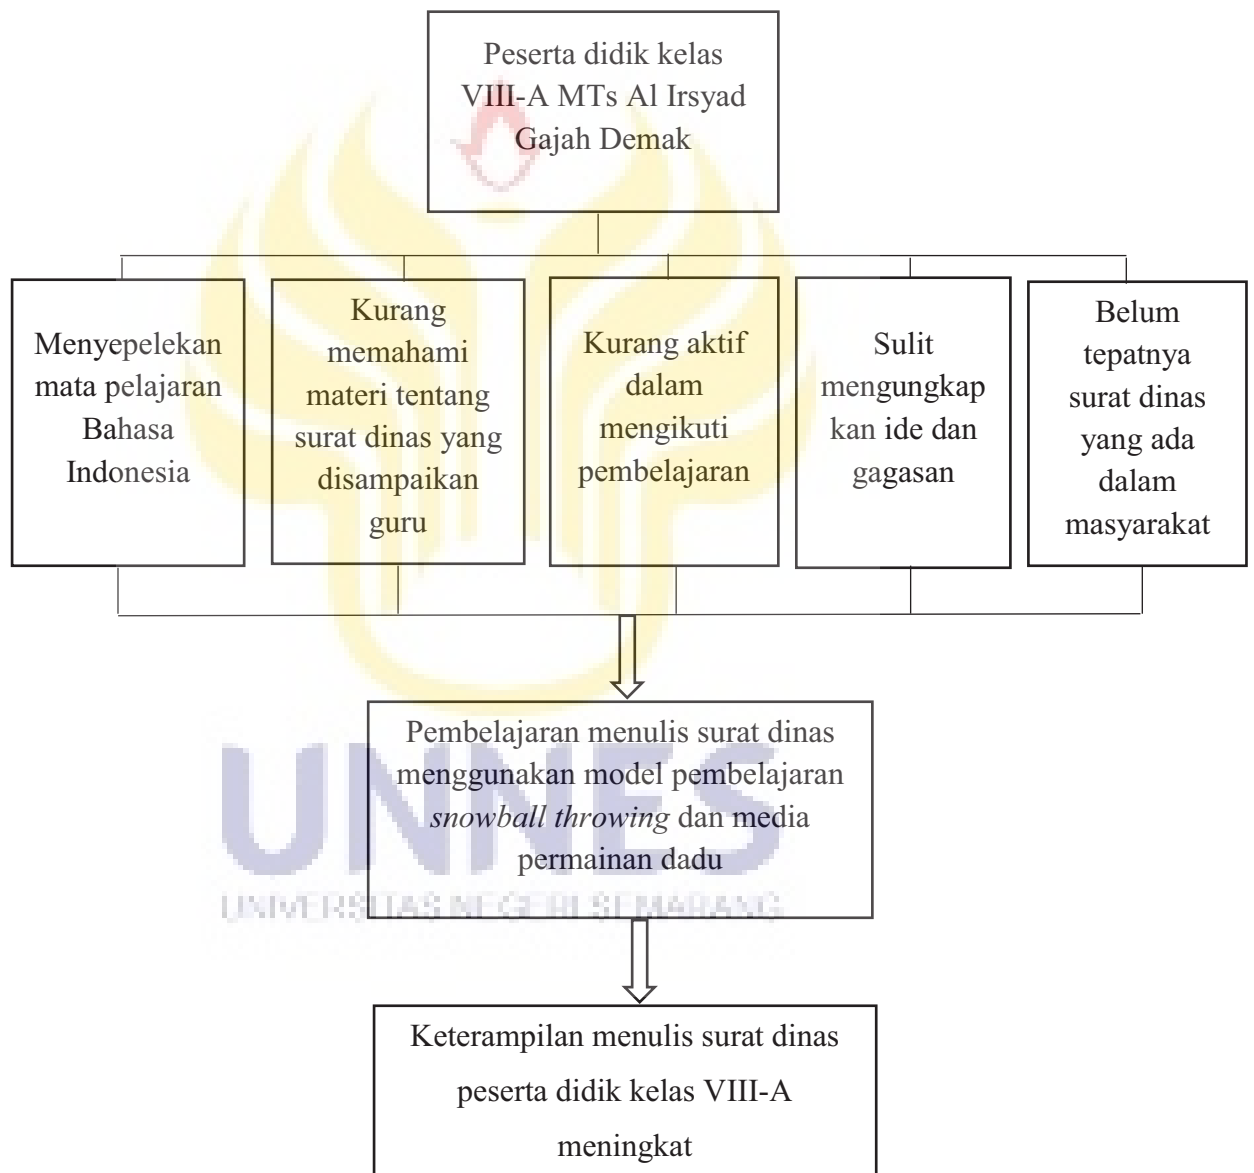 Peserta didik kelas
VIII-A MTs Al Irsyad
Gajah Demak
Menyepelekan
mata pelajaran
Bahasa
Indonesia
Kurang
memahami
materi tentang
surat dinas yang
disampaikan
guru
Kurang aktif
dalam
mengikuti
pembelajaran
Sulit
mengungkap
kan ide dan
gagasan
Belum
tepatnya
surat dinas
yang ada
dalam
masyarakat
Pembelajaran menulis surat dinas
menggunakan model pembelajaran
snowball throwing dan media
permainan dadu
UNNES
UNIVERSITAS NEGERI SEMARANG
Keterampilan menulis surat dinas
peserta didik kelas VIII-A
meningkat